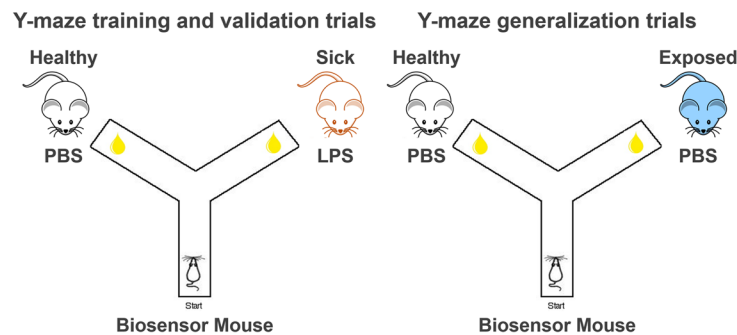 Y-maze training and validation trials
Healthy
Sick
PBS
LPS
Start
Biosensor Mouse
Y-maze generalization trials
Healthy
Exposed
PBS
PBS
Start
Biosensor Mouse